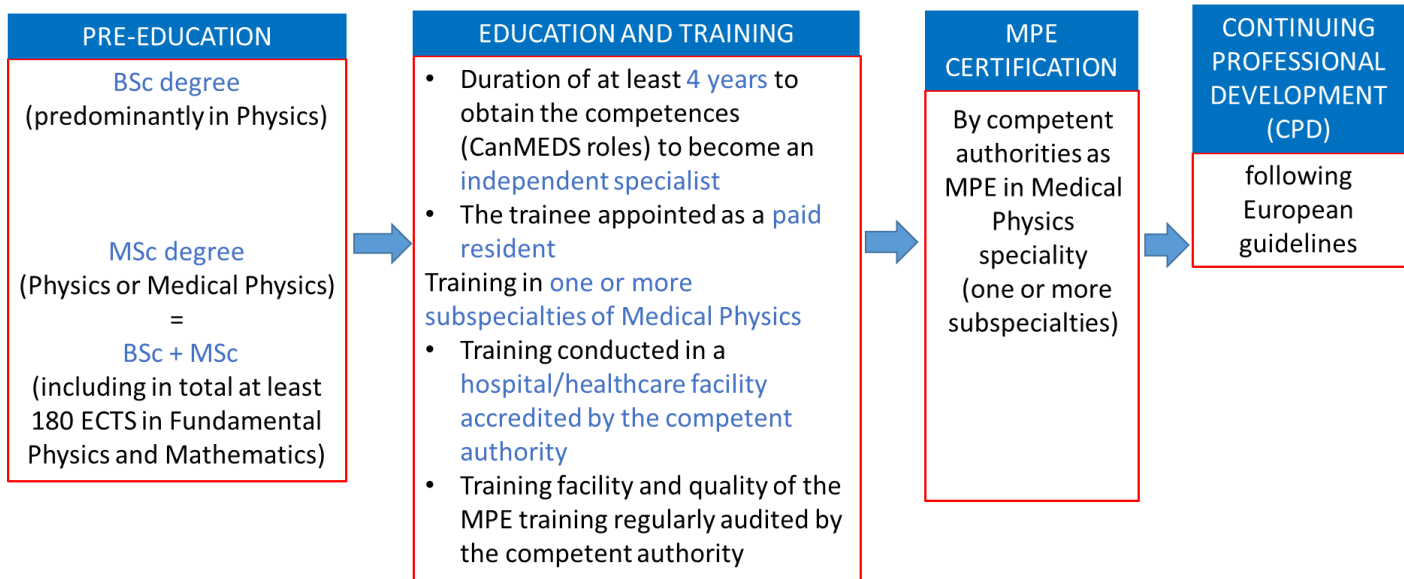 PRE-EDUCATION
BSc degree
(predominantly in Physics)
MSc degree
(Physics or Medical Physics)
=
BSc + MSc
(including in total at least
180 ECTS in Fundamental
Physics and Mathematics)
EDUCATION AND TRAINING
• Duration of at least 4 years to
obtain the competences
(CanMEDS roles) to become an
independent specialist
• The trainee appointed as a paid
resident
Training in one or more
subspecialties of Medical Physics
• Training conducted in a
hospital/healthcare facility
accredited by the competent
authority
• Training facility and quality of the
MPE training regularly audited by
the competent authority
MPE
CERTIFICATION
By competent
authorities as
MPE in Medical
Physics
speciality
(one or more
subspecialties)
CONTINUING
PROFESSIONAL
DEVELOPMENT
(CPD)
following
European
guidelines